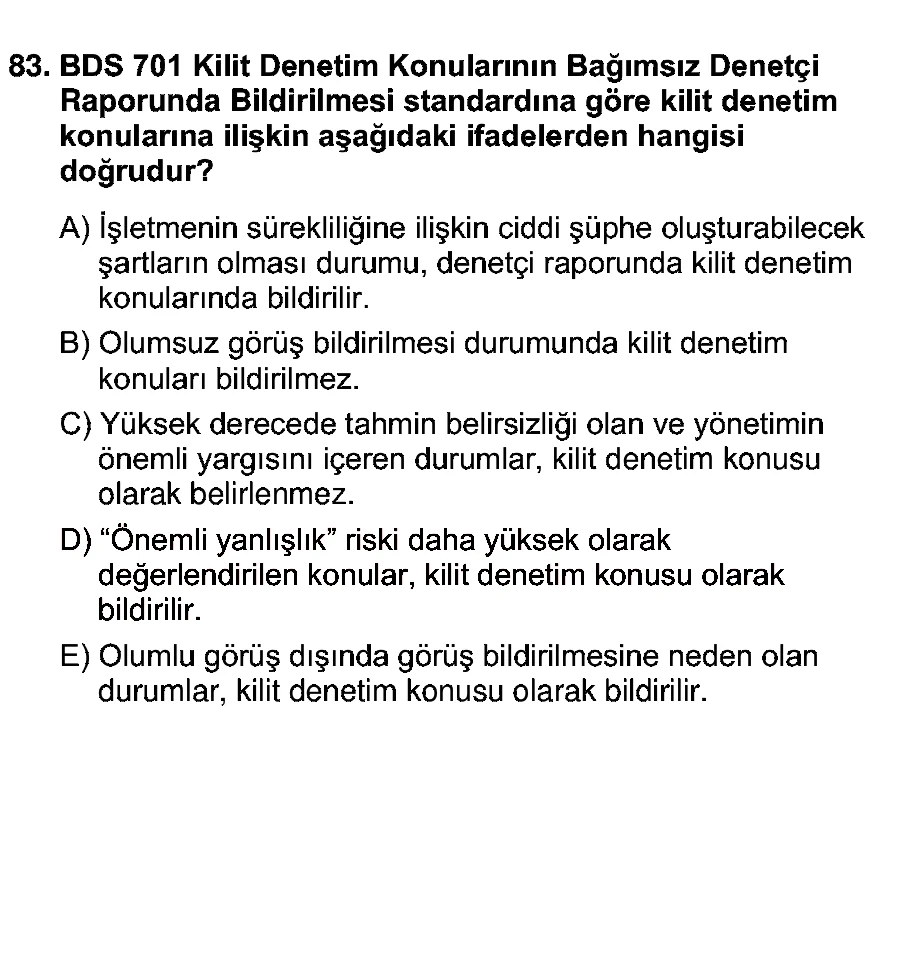 83. BDS 701 Kilit Denetim Konularının Bağımsız Denetçi
Raporunda Bildirilmesi standardına göre kilit denetim
konularına ilişkin aşağıdaki ifadelerden hangisi
doğrudur?
A) İşletmenin sürekliliğine ilişkin ciddi şüphe oluşturabilecek
şartların olması durumu, denetçi raporunda kilit denetim
konularında bildirilir.
B) Olumsuz görüş bildirilmesi durumunda kilit denetim
konuları bildirilmez.
C) Yüksek derecede tahmin belirsizliği olan ve yönetimin
önemli yargısını içeren durumlar, kilit denetim konusu
olarak belirlenmez.
D) “Önemli yanlışlık” riski daha yüksek olarak
değerlendirilen konular, kilit denetim konusu olarak
bildirilir.
E) Olumlu görüş dışında görüş bildirilmesine neden olan
durumlar, kilit denetim konusu olarak bildirilir.